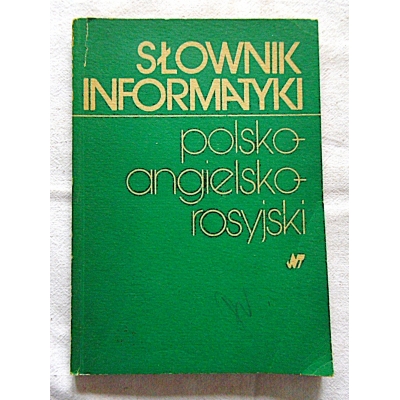 SŁOWNIK
INFORMATYKI
polsko-
angielsko-
rosyjski
WNT